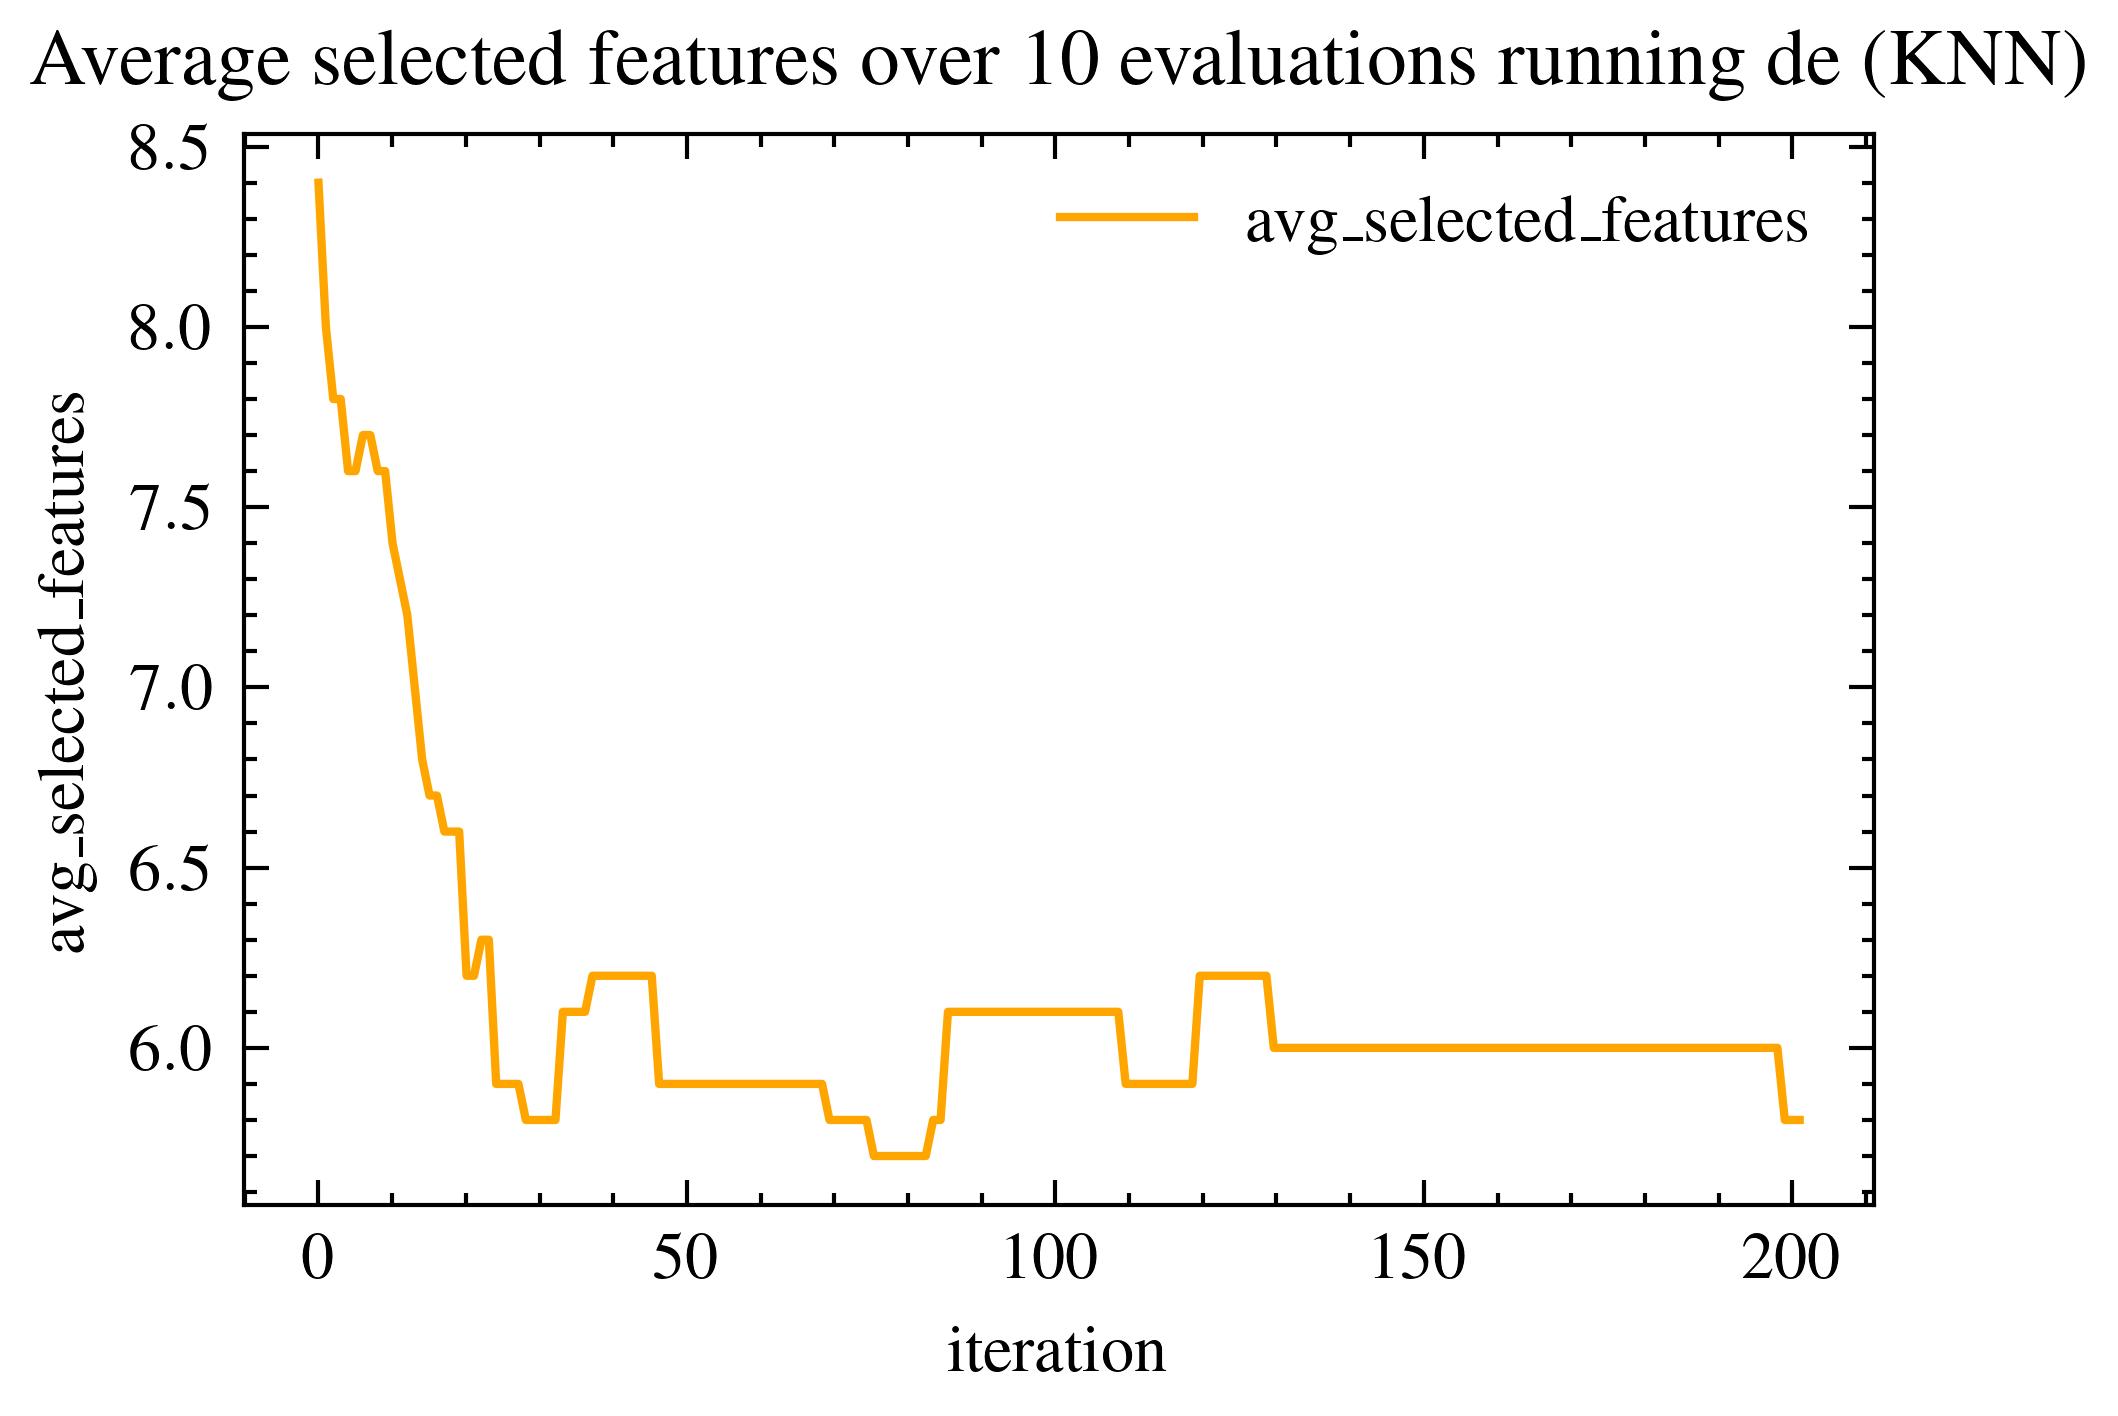 Average selected features over 10 evaluations running de (KNN)
avg_selected_features
8.5
8.0
7.5
7.0
6.5
6.0
avg_selected_features
0 50 100 150 200
iteration